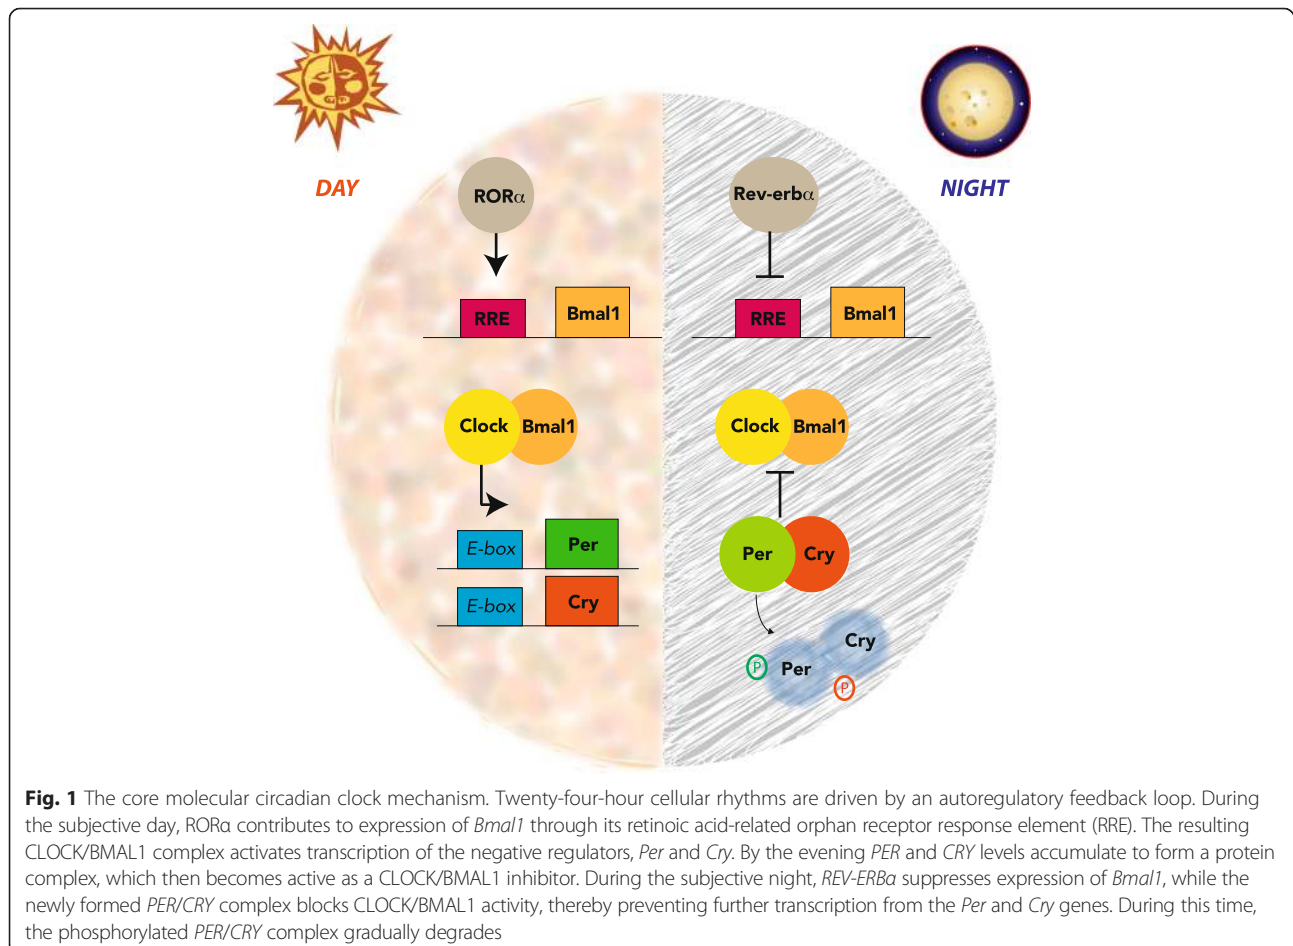 DAY
NIGHT
RORα
Rev-erbα
RRE
Bmal1
RRE
Bmal1
Clock
Bmal1
Clock
Bmal1
E-box
Per
E-box
Cry
Per
Cry
P
Per
Cry
P
Fig. 1 The core molecular circadian clock mechanism. Twenty-four-hour cellular rhythms are driven by an autoregulatory feedback loop. During
the subjective day, RORα contributes to expression of Bmal1 through its retinoic acid-related orphan receptor response element (RRE). The resulting
CLOCK/BMAL1 complex activates transcription of the negative regulators, Per and Cry. By the evening PER and CRY levels accumulate to form a protein
complex, which then becomes active as a CLOCK/BMAL1 inhibitor. During the subjective night, REV-ERBα suppresses expression of Bmal1, while the
newly formed PER/CRY complex blocks CLOCK/BMAL1 activity, thereby preventing further transcription from the Per and Cry genes. During this time,
the phosphorylated PER/CRY complex gradually degrades